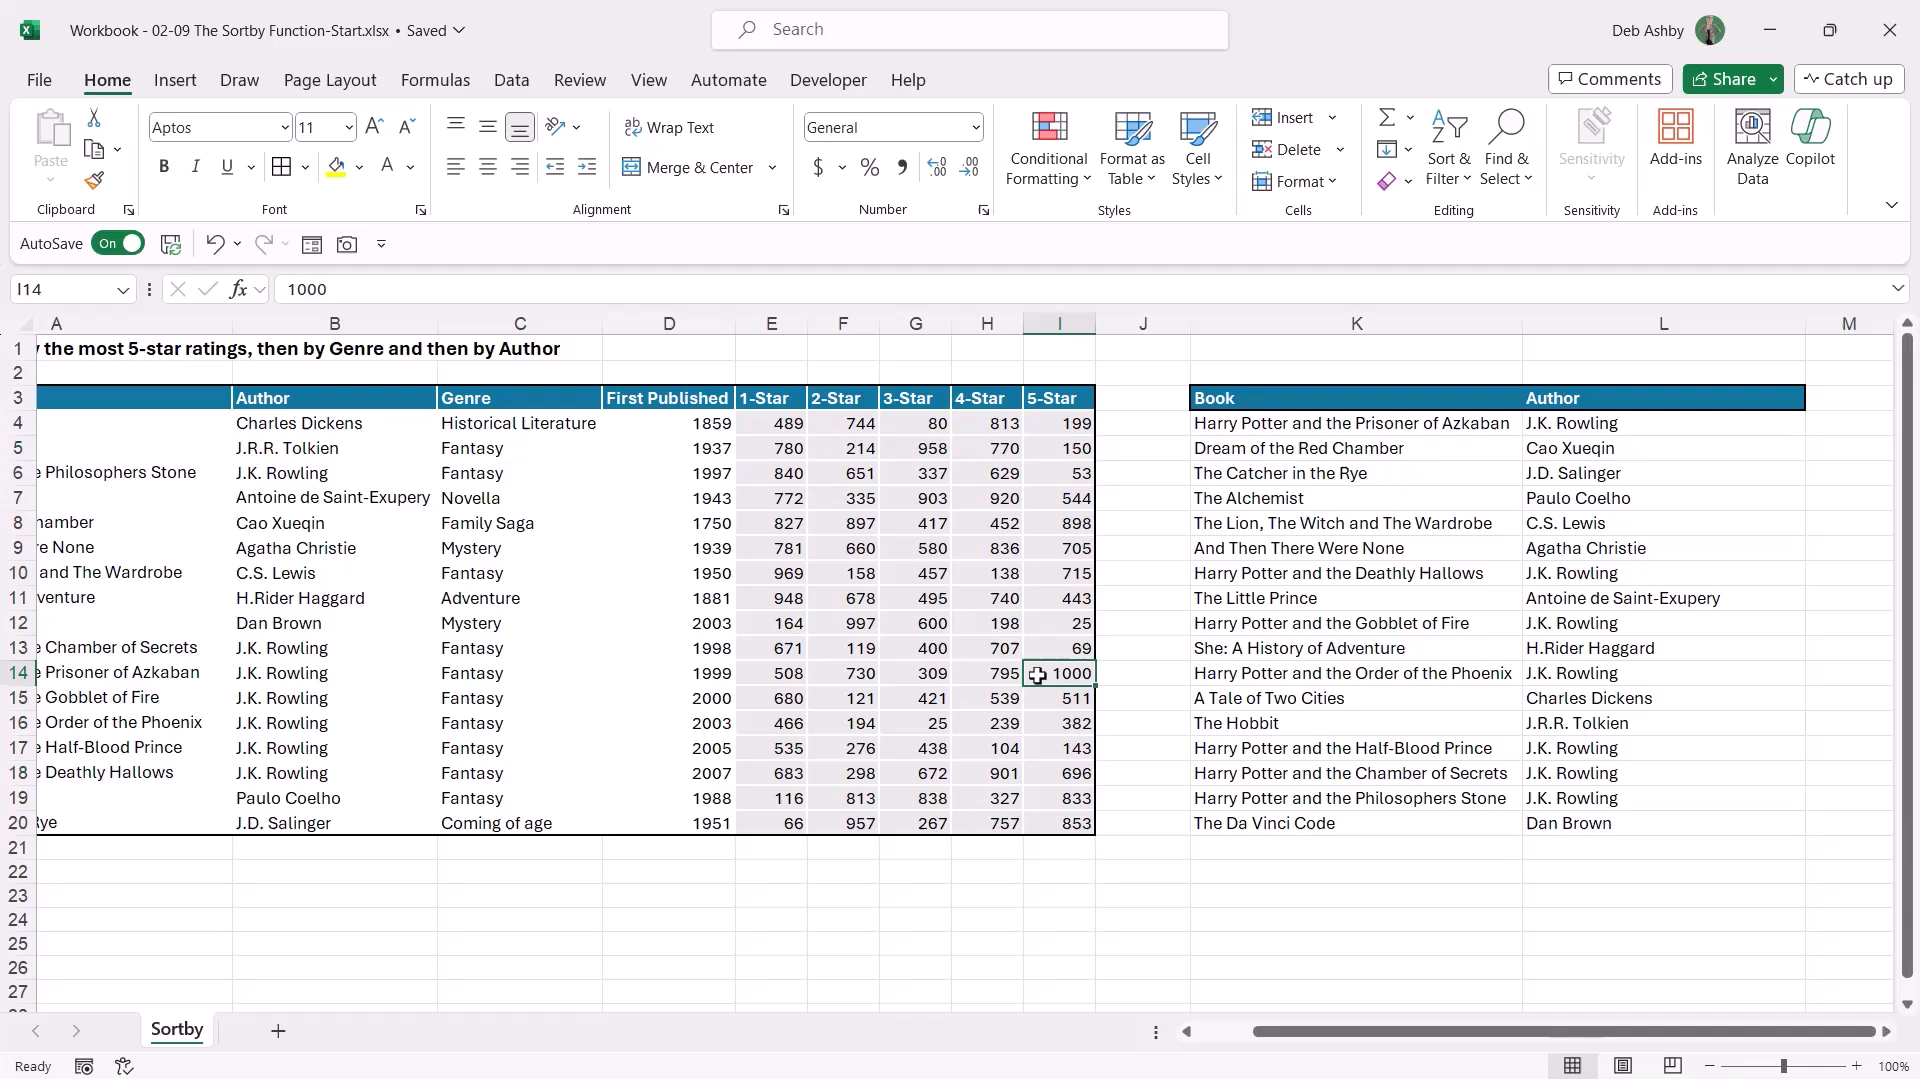 Workbook - 02-09 The Sortby Function-Start.xlsx • Saved
Search
Deb Ashby
File Home Insert Draw Page Layout Formulas Data Review View Automate Developer Help
Comments Share Catch up
Paste
Clipboard
Aptos 11
B I U
Font
Wrap Text
Merge & Center
Alignment
General
$ %
Number
Conditional Formatting
Format as Table
Cell Styles
Styles
Insert
Delete
Format
Cells
Sort & Filter
Find & Select
Editing
Sensitivity
Sensitivity
Add-ins
Add-ins
Analyze Data
Copilot
AutoSave On
I14 fx 1000
A B C D E F G H I J K L M
1 the most 5-star ratings, then by Genre and then by Author
2
3 Author Genre First Published 1-Star 2-Star 3-Star 4-Star 5-Star Book Author
4 Charles Dickens Historical Literature 1859 489 744 80 813 199 Harry Potter and the Prisoner of Azkaban J.K. Rowling
5 J.R.R. Tolkien Fantasy 1937 780 214 958 770 150 Dream of the Red Chamber Cao Xueqin
6 Philosophers Stone J.K. Rowling Fantasy 1997 840 651 337 629 53 The Catcher in the Rye J.D. Salinger
7 Antoine de Saint-Exupery Novella 1943 772 335 903 920 544 The Alchemist Paulo Coelho
8 hamber Cao Xueqin Family Saga 1750 827 897 417 452 898 The Lion, The Witch and The Wardrobe C.S. Lewis
9 re None Agatha Christie Mystery 1939 781 660 580 836 705 And Then There Were None Agatha Christie
10 and The Wardrobe C.S. Lewis Fantasy 1950 969 158 457 138 715 Harry Potter and the Deathly Hallows J.K. Rowling
11 venture H.Rider Haggard Adventure 1881 948 678 495 740 443 The Little Prince Antoine de Saint-Exupery
12 Dan Brown Mystery 2003 164 997 600 198 25 Harry Potter and the Gobblet of Fire J.K. Rowling
13 Chamber of Secrets J.K. Rowling Fantasy 1998 671 119 400 707 69 She: A History of Adventure H.Rider Haggard
14 Prisoner of Azkaban J.K. Rowling Fantasy 1999 508 730 309 795 1000 Harry Potter and the Order of the Phoenix J.K. Rowling
15 Gobblet of Fire J.K. Rowling Fantasy 2000 680 121 421 539 511 A Tale of Two Cities Charles Dickens
16 Order of the Phoenix J.K. Rowling Fantasy 2003 466 194 25 239 382 The Hobbit J.R.R. Tolkien
17 Half-Blood Prince J.K. Rowling Fantasy 2005 535 276 438 104 143 Harry Potter and the Half-Blood Prince J.K. Rowling
18 Deathly Hallows J.K. Rowling Fantasy 2007 683 298 672 901 696 Harry Potter and the Chamber of Secrets J.K. Rowling
19 Paulo Coelho Fantasy 1988 116 813 838 327 833 Harry Potter and the Philosophers Stone J.K. Rowling
20 Rye J.D. Salinger Coming of age 1951 66 957 267 757 853 The Da Vinci Code Dan Brown
21
22
23
24
25
26
27
Sortby
Ready 100%